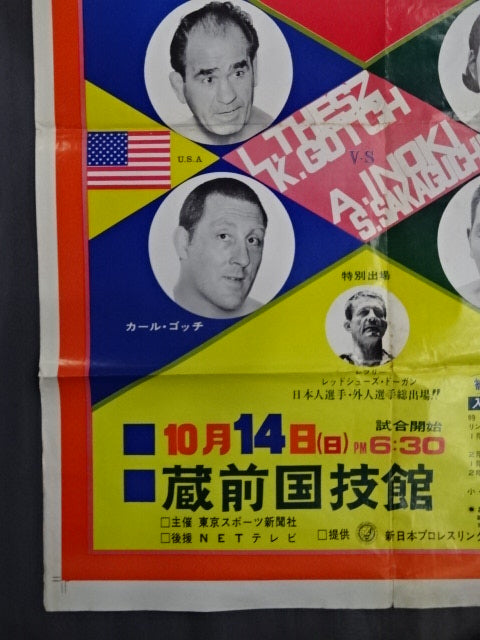 L.THESZ
K.GOTCH
V-S
A.INOKI
S.SAKAGUCHI
U.S.A
カール・ゴッチ
特別出場
レフリー
レッドシューズ・ドーガン
日本人選手・外人選手総出場!!
10月14日(日)PM6:30
試合開始
蔵前国技館
□主催 東京スポーツ新聞社
□後援 NETテレビ
□提供 新日本プロレスリング